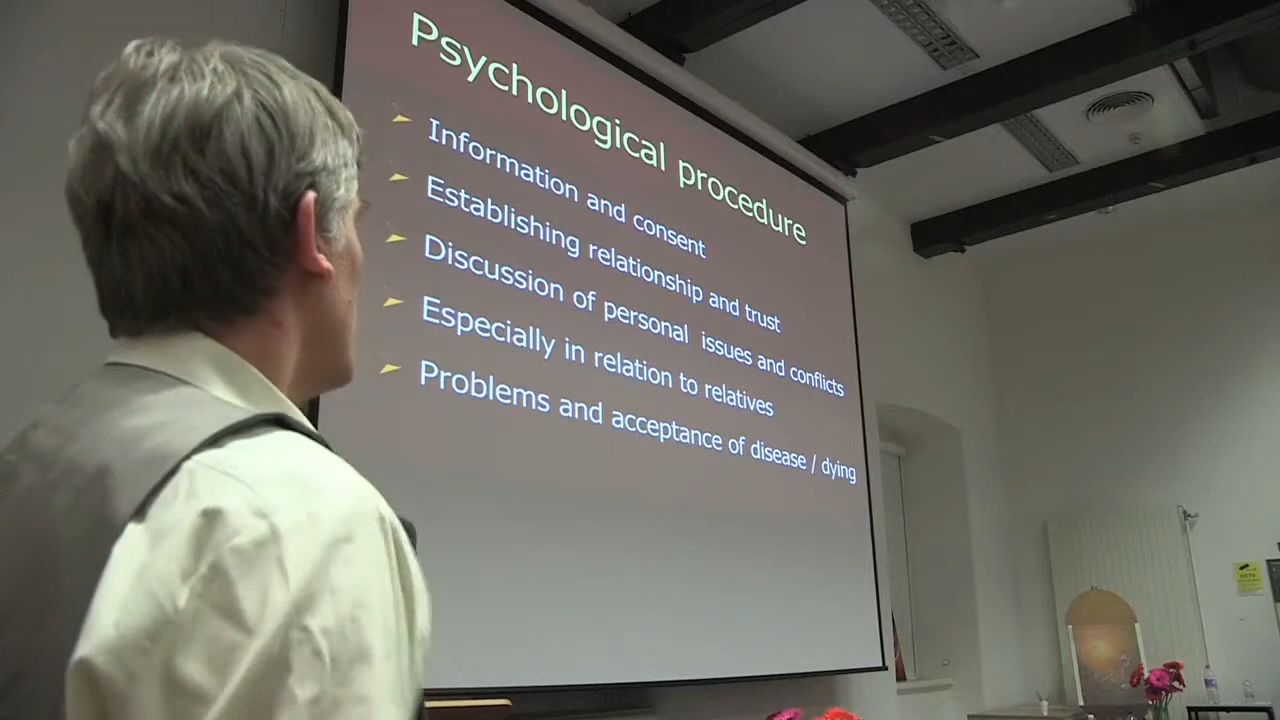 Psychological procedure
Information and consent
Establishing relationship and trust
Discussion of personal issues and conflicts
Especially in relation to relatives
Problems and acceptance of disease / dying
CCTV